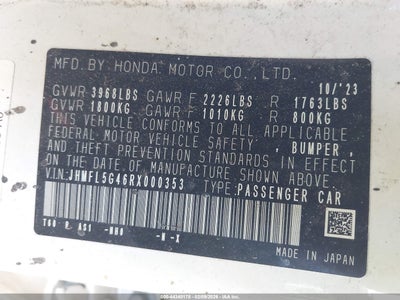 MFD.BY HONDA MOTOR CO.,LTD. 10/'23
GVWR 3968LBS GAWR F 2226LBS R 1763LBS
GVWR 1800KG GAWR F 1010KG R 800KG
THIS VEHICLE CONFORMS TO ALL APPLICABLE
FEDERAL MOTOR VEHICLE SAFETY , BUMPER,
AND THEFT PREVENTION STANDARDS IN EFFECT
ON THE DATE OF MANUFACTURE SHOWN ABOVE.
VIN:JHMFL5G46RX000353 TYPE:PASSENGER CAR
MADE IN JAPAN